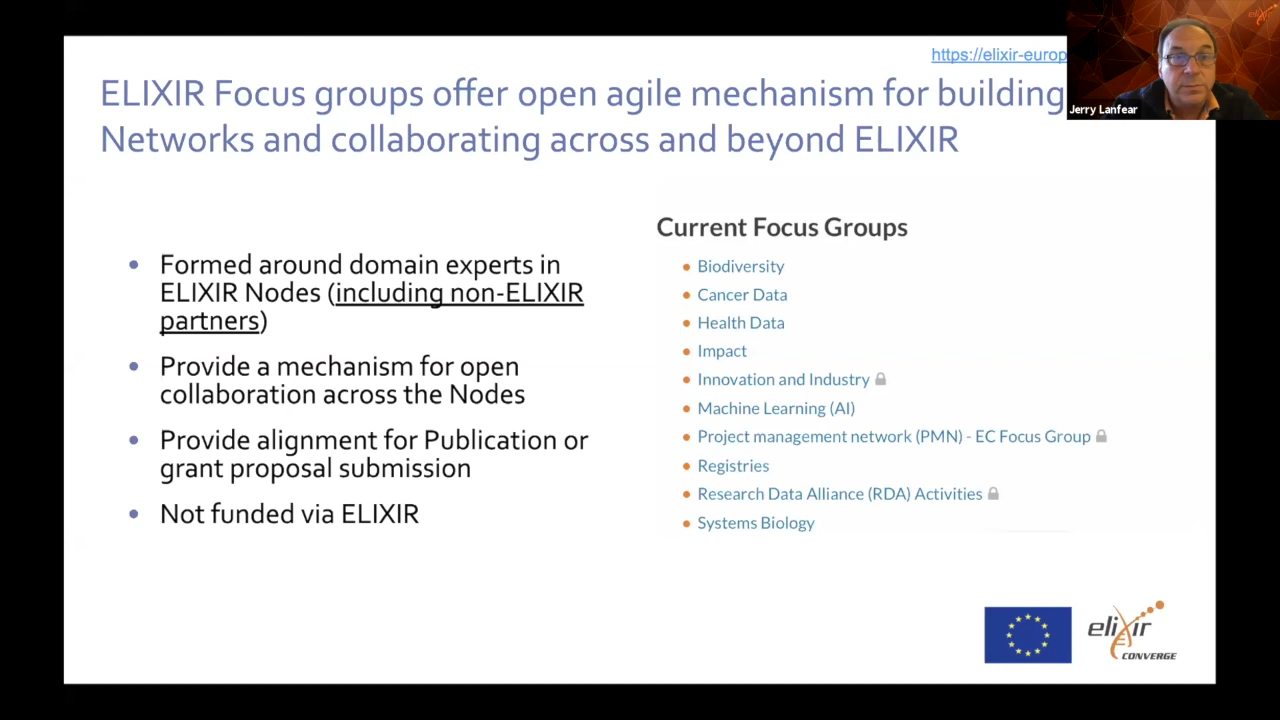 https://elixir-europ
ELIXIR Focus groups offer open agile mechanism for building
Networks and collaborating across and beyond ELIXIR
Jerry Lanfear
Formed around domain experts in
ELIXIR Nodes (including non-ELIXIR
partners)
Provide a mechanism for open
collaboration across the Nodes
Provide alignment for Publication or
grant proposal submission
Not funded via ELIXIR
Current Focus Groups
Biodiversity
Cancer Data
Health Data
Impact
Innovation and Industry
Machine Learning (AI)
Project management network (PMN) - EC Focus Group
Registries
Research Data Alliance (RDA) Activities
Systems Biology
elixir
CONVERGE